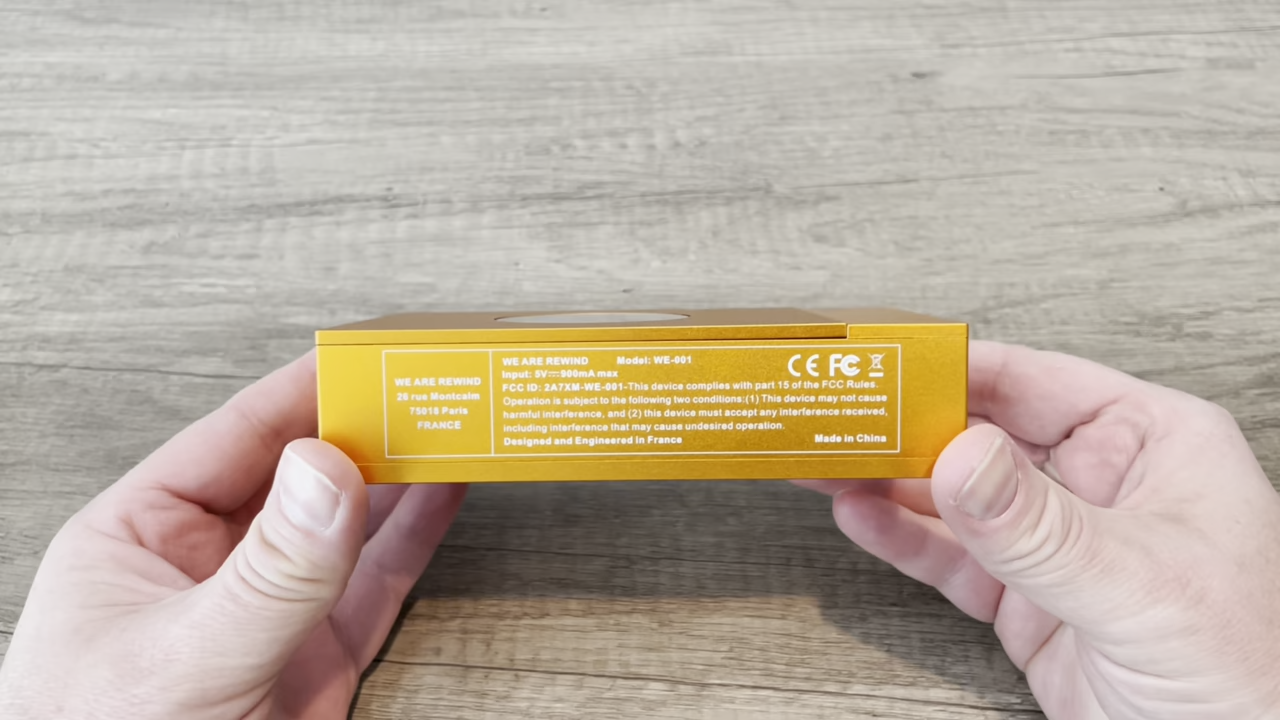 WE ARE REWIND
25 rue Montcalm
75018 Paris
FRANCE
WE ARE REWIND Model: WE-001
Input: 5V⎓900mA max
FCC ID: 2A7XM-WE-001-This device complies with part 15 of the FCC Rules.
Operation is subject to the following two conditions:(1) This device may not cause
harmful interference, and (2) this device must accept any interference received,
including interference that may cause undesired operation.
Designed and Engineered In France Made in China
CE FC